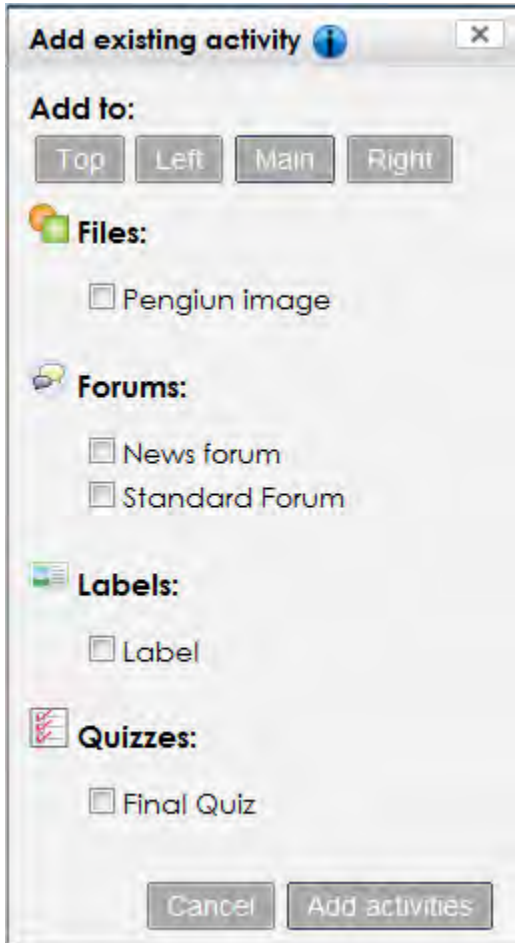 Add existing activity
Add to:
Top Left Main Right
Files:
Pengiun image
Forums:
News forum
Standard Forum
Labels:
Label
Quizzes:
Final Quiz
Cancel Add activities